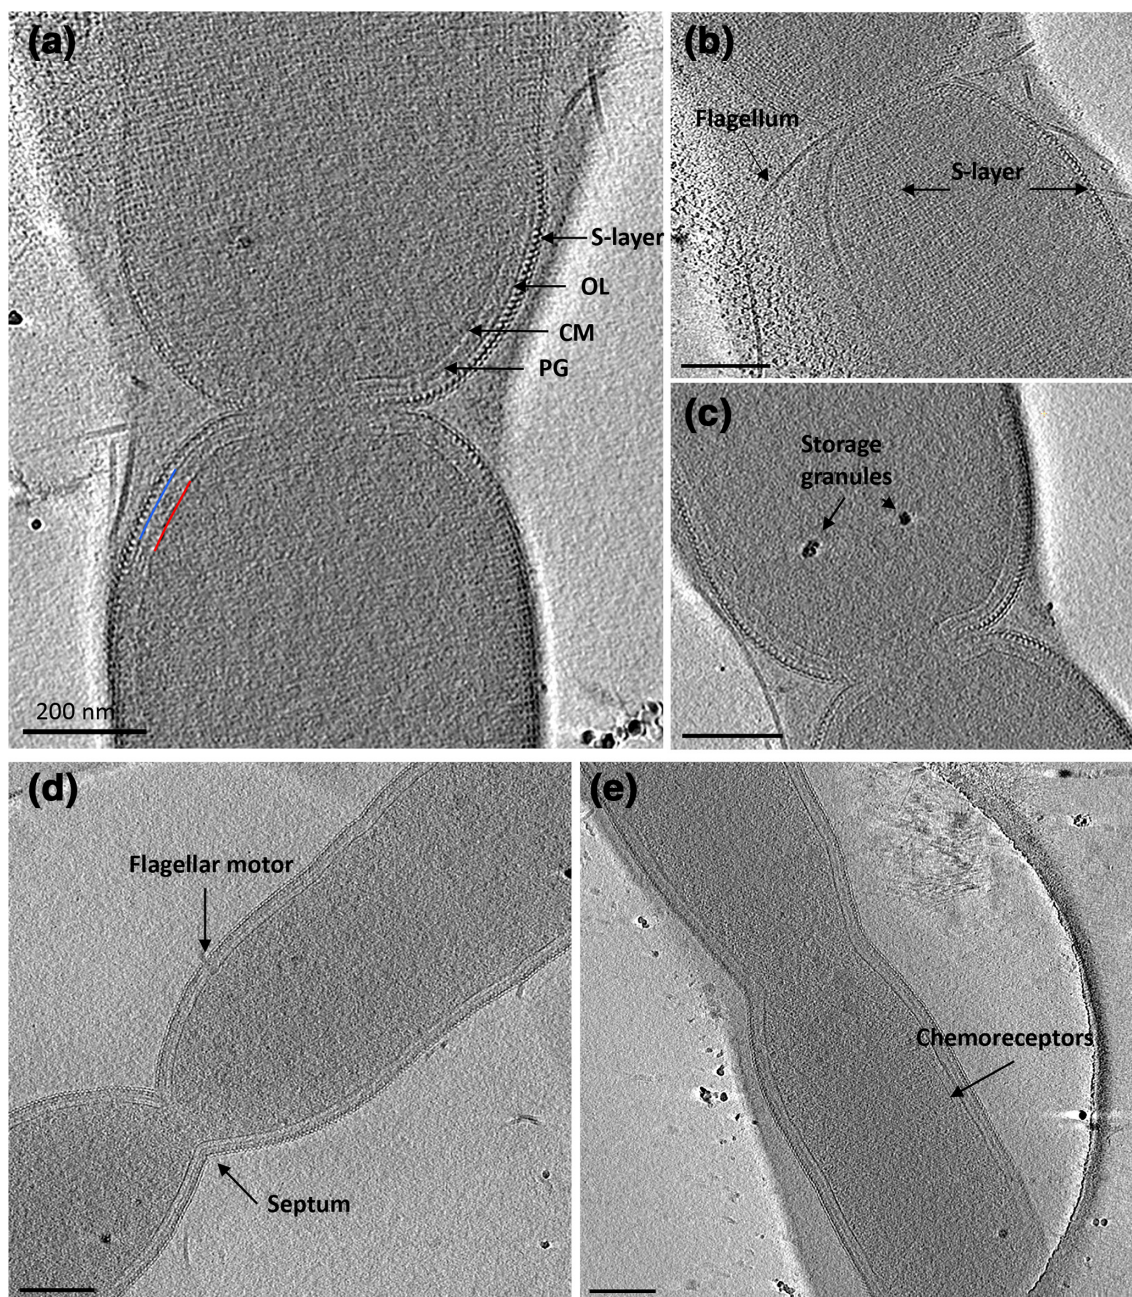 (a)
S-layer
OL
CM
PG
200 nm
(b)
Flagellum
S-layer
(c)
Storage
granules
(d)
Flagellar motor
Septum
(e)
Chemoreceptors